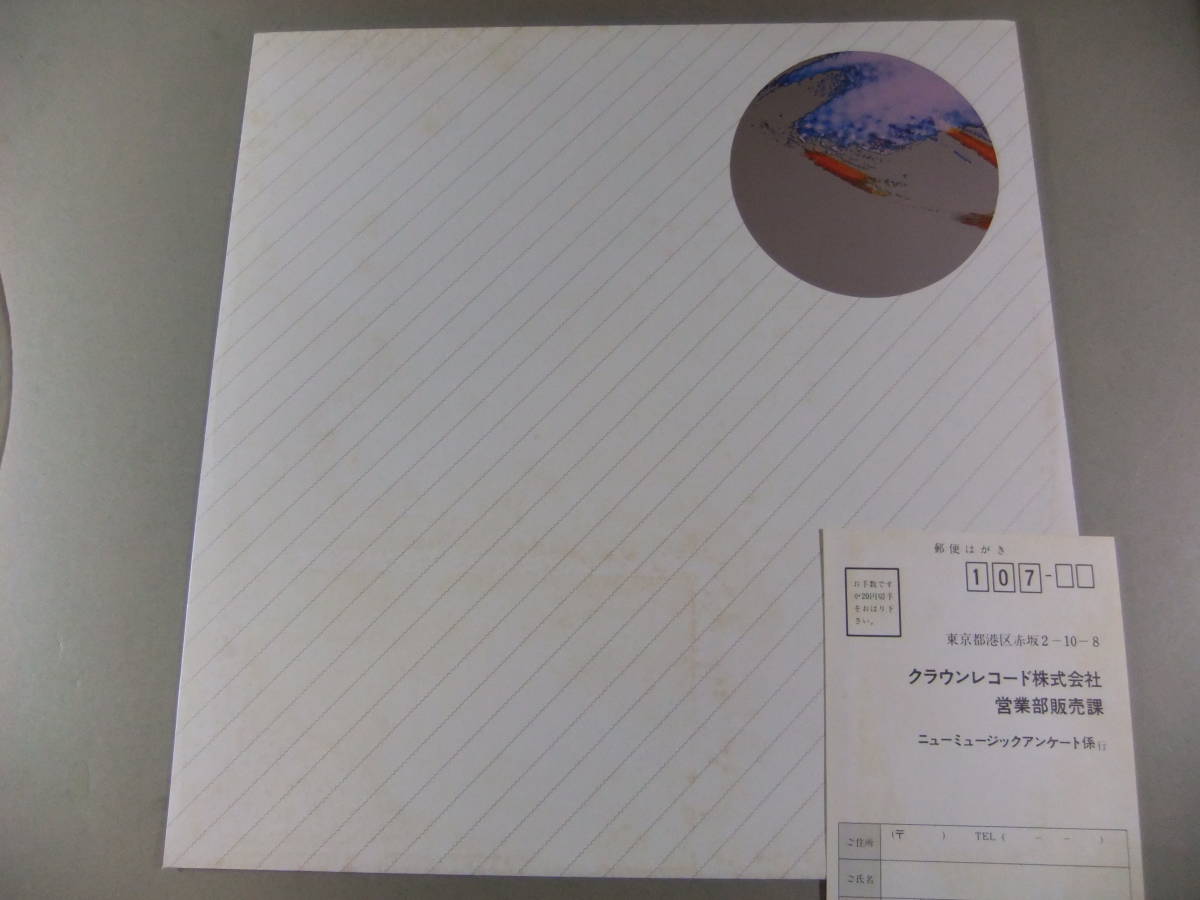 郵便はがき
107-
お手数です
が20円切手
をおはり下
さい。
東京都港区赤坂2-10-8
クラウンレコード株式会社
営業部販売課
ニューミュージックアンケート係行
ご住所
(〒 ) TEL ( - - )
ご氏名